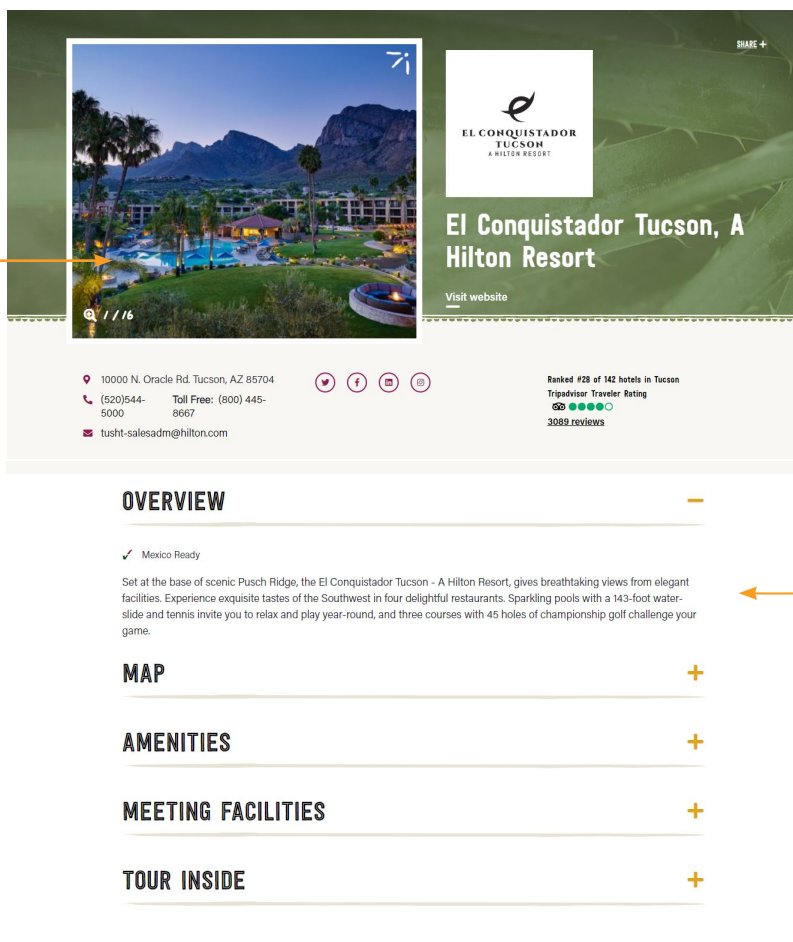 SHARE +
EL CONQUISTADOR
TUCSON
A HILTON RESORT
El Conquistador Tucson, A
Hilton Resort
Visit website
1 / 16
10000 N. Oracle Rd. Tucson, AZ 85704
(520)544-
5000
Toll Free: (800) 445-
8667
tusht-salesadm@hilton.com
Ranked #28 of 142 hotels in Tucson
Tripadvisor Traveler Rating
3089 reviews
OVERVIEW
Mexico Ready
Set at the base of scenic Pusch Ridge, the El Conquistador Tucson - A Hilton Resort, gives breathtaking views from elegant
facilities. Experience exquisite tastes of the Southwest in four delightful restaurants. Sparkling pools with a 143-foot water-
slide and tennis invite you to relax and play year-round, and three courses with 45 holes of championship golf challenge your
game.
MAP
AMENITIES
MEETING FACILITIES
TOUR INSIDE